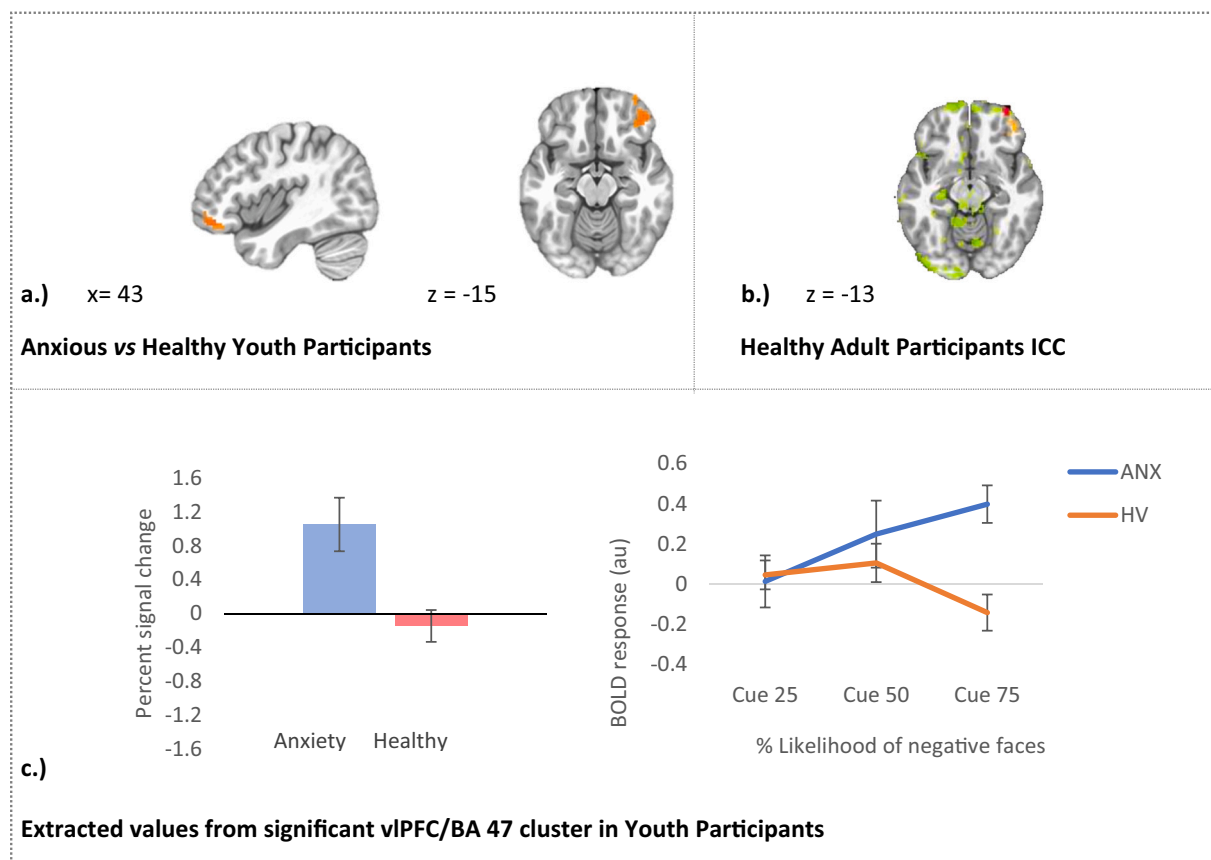 a.) x= 43 z = -15
Anxious vs Healthy Youth Participants
b.) z = -13
Healthy Adult Participants ICC
Percent signal change
1.6
1.2
0.8
0.4
0
-0.4
-0.8
-1.2
-1.6
Anxiety Healthy
BOLD response (au)
0.6
0.4
0.2
0
-0.2
-0.4
Cue 25 Cue 50 Cue 75
% Likelihood of negative faces
ANX
HV
c.)
Extracted values from significant vlPFC/BA 47 cluster in Youth Participants